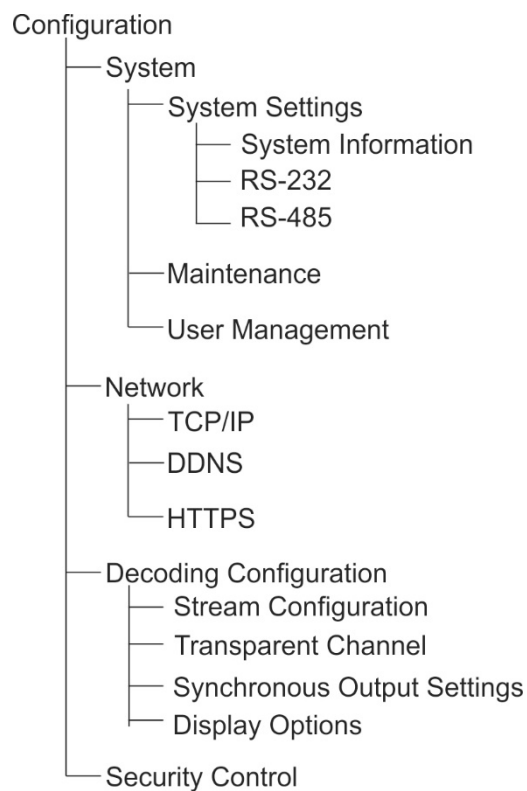 Configuration
System
System Settings
System Information
RS-232
RS-485
Maintenance
User Management
Network
TCP/IP
DDNS
HTTPS
Decoding Configuration
Stream Configuration
Transparent Channel
Synchronous Output Settings
Display Options
Security Control